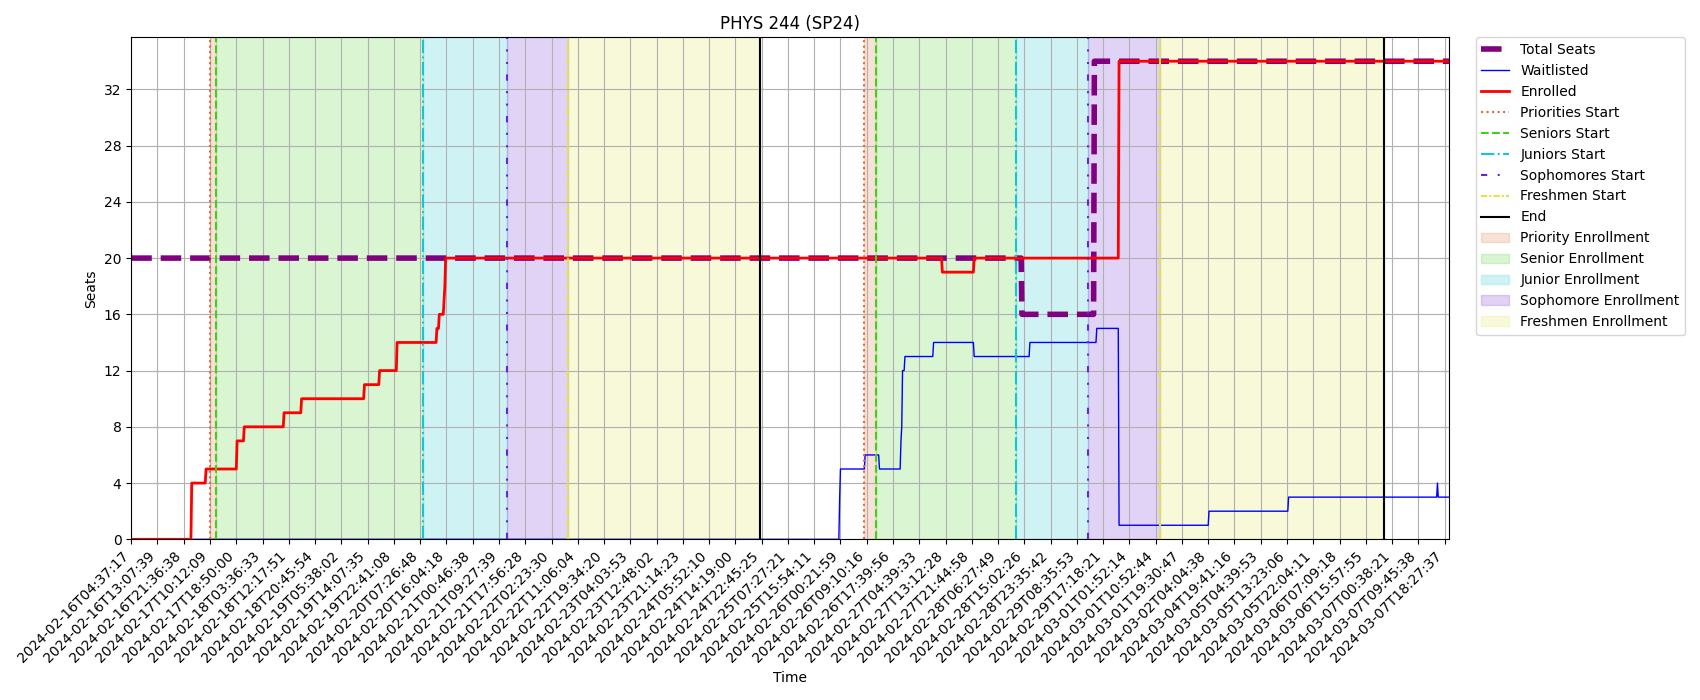 PHYS 244 (SP24)
Seats
32
28
24
20
16
12
8
4
0
2024-02-16T04:37:17
2024-02-16T13:07:39
2024-02-16T21:36:38
2024-02-17T10:12:09
2024-02-17T18:50:00
2024-02-18T03:36:33
2024-02-18T12:17:51
2024-02-18T20:45:54
2024-02-19T05:38:02
2024-02-19T14:07:35
2024-02-19T22:41:08
2024-02-20T07:26:48
2024-02-20T16:04:18
2024-02-21T00:46:38
2024-02-21T09:27:39
2024-02-21T17:56:28
2024-02-22T02:23:30
2024-02-22T11:06:04
2024-02-22T19:34:20
2024-02-23T04:03:53
2024-02-23T12:48:02
2024-02-23T21:14:23
2024-02-24T05:52:10
2024-02-24T14:19:00
2024-02-24T22:45:25
2024-02-25T07:27:21
2024-02-25T15:54:11
2024-02-26T00:21:59
2024-02-26T09:10:16
2024-02-26T17:39:56
2024-02-27T04:39:33
2024-02-27T13:12:28
2024-02-27T21:44:58
2024-02-28T06:27:49
2024-02-28T15:02:26
2024-02-28T23:35:42
2024-02-29T08:35:53
2024-02-29T17:18:21
2024-03-01T01:52:14
2024-03-01T10:52:44
2024-03-01T19:30:47
2024-03-02T04:04:38
2024-03-04T19:41:16
2024-03-05T04:39:53
2024-03-05T13:23:06
2024-03-05T22:04:11
2024-03-06T07:09:18
2024-03-06T15:57:55
2024-03-07T00:38:21
2024-03-07T09:45:38
2024-03-07T18:27:37
Time
Total Seats
Waitlisted
Enrolled
Priorities Start
Seniors Start
Juniors Start
Sophomores Start
Freshmen Start
End
Priority Enrollment
Senior Enrollment
Junior Enrollment
Sophomore Enrollment
Freshmen Enrollment